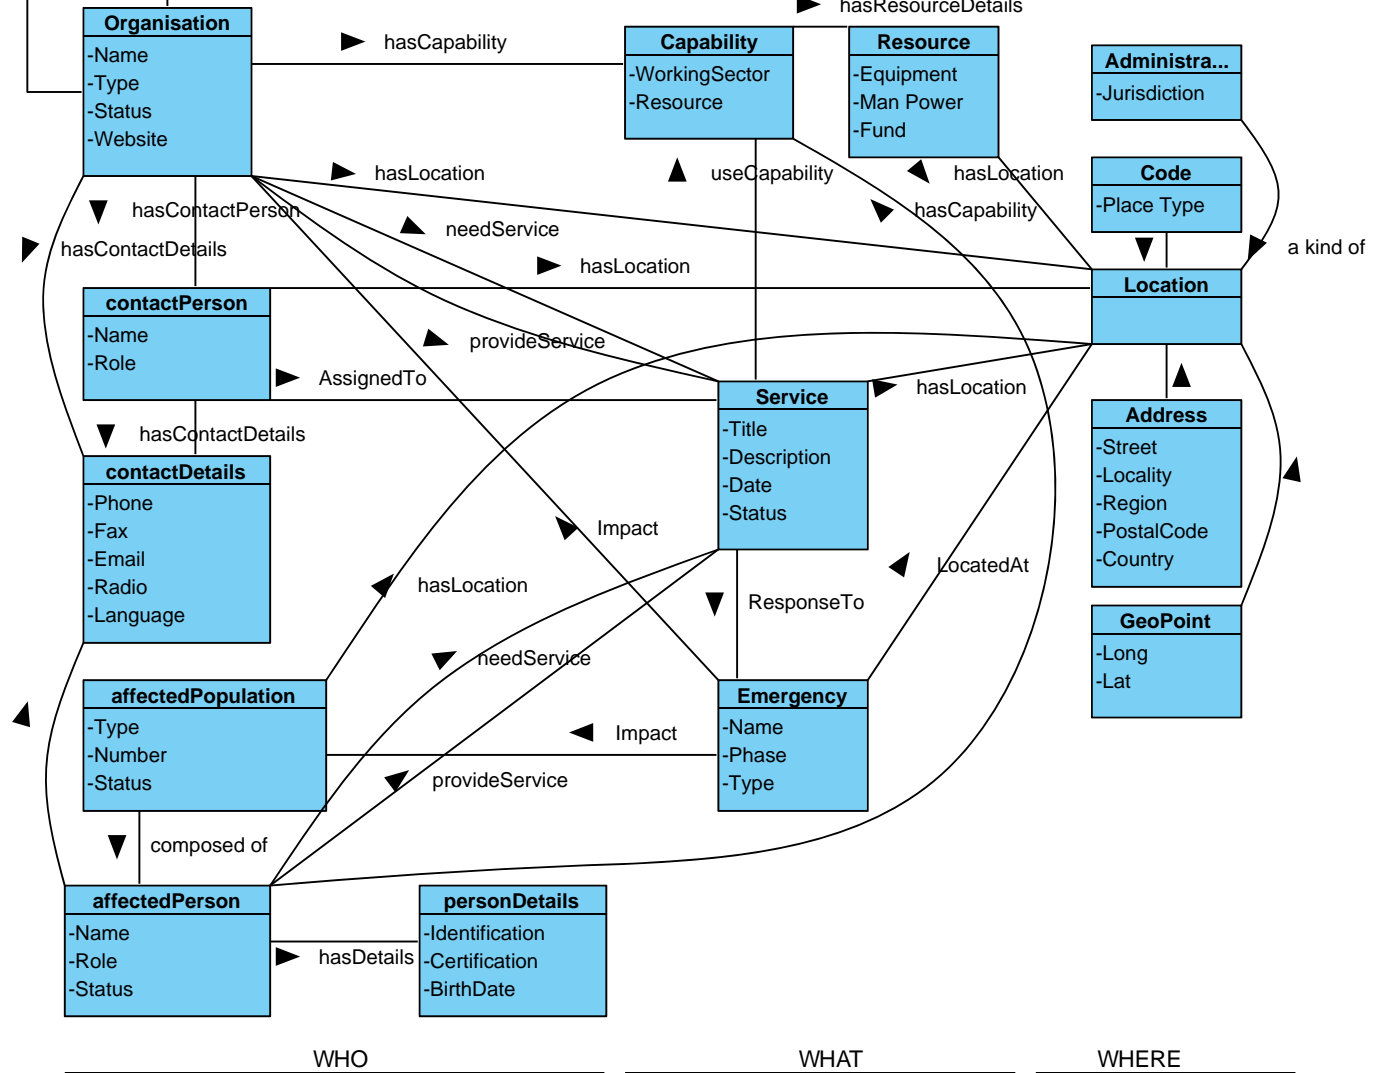 hasResourceDetails
Organisation
-Name
-Type
-Status
-Website
hasCapability
Capability
-WorkingSector
-Resource
Resource
-Equipment
-Man Power
-Fund
Administra...
-Jurisdiction
hasLocation
useCapability
hasLocation
Code
-Place Type
hasContactPerson
hasCapability
needService
hasContactDetails
a kind of
hasLocation
Location
contactPerson
-Name
-Role
provideService
AssignedTo
hasLocation
Service
-Title
-Description
-Date
-Status
Address
-Street
-Locality
-Region
-PostalCode
-Country
hasContactDetails
contactDetails
-Phone
-Fax
-Email
-Radio
-Language
Impact
LocatedAt
hasLocation
ResponseTo
GeoPoint
-Long
-Lat
needService
affectedPopulation
-Type
-Number
-Status
Emergency
-Name
-Phase
-Type
Impact
provideService
composed of
affectedPerson
-Name
-Role
-Status
hasDetails
personDetails
-Identification
-Certification
-BirthDate
WHO
WHAT
WHERE